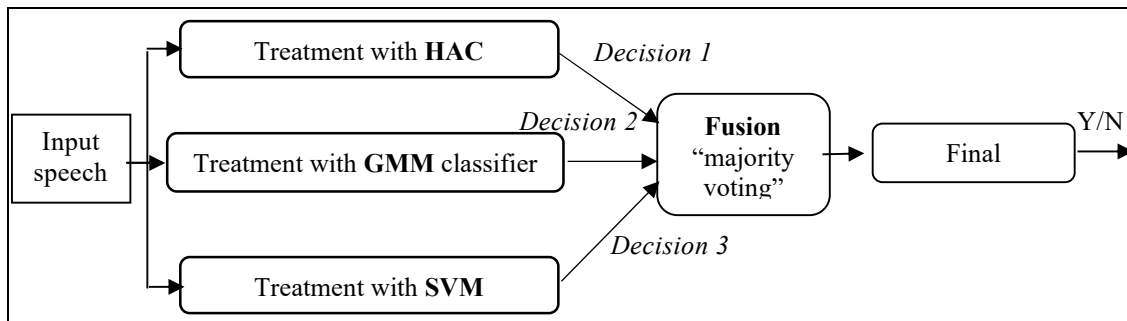 Treatment with HAC
Decision 1
Input
speech
Decision 2
Treatment with GMM classifier
Fusion
“majority
voting”
Final
Y/N
Decision 3
Treatment with SVM